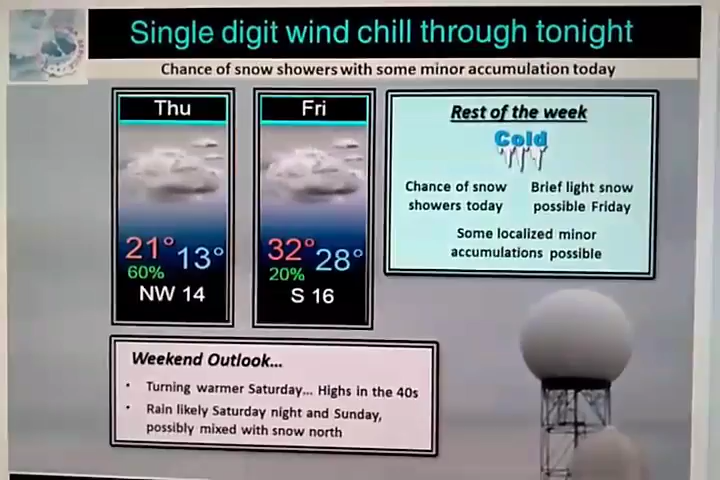 Single digit wind chill through tonight
Chance of snow showers with some minor accumulation today
Thu
21° 13°
60%
NW 14
Fri
32° 28°
20%
S 16
Rest of the week
Cold
Chance of snow
showers today
Brief light snow
possible Friday
Some localized minor
accumulations possible
Weekend Outlook...
• Turning warmer Saturday... Highs in the 40s
• Rain likely Saturday night and Sunday,
possibly mixed with snow north